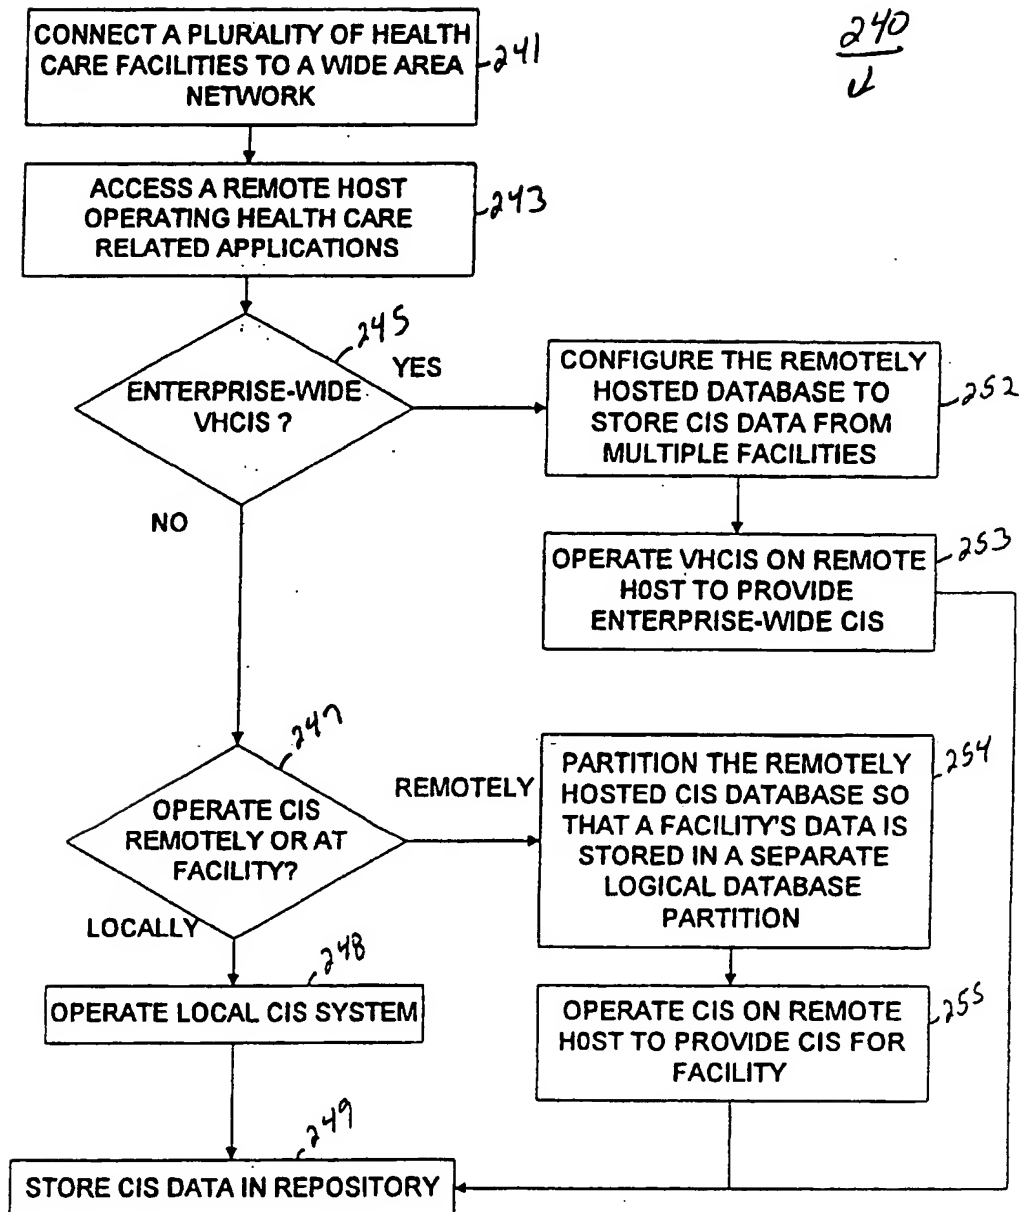 240
CONNECT A PLURALITY OF HEALTH
CARE FACILITIES TO A WIDE AREA
NETWORK
241
ACCESS A REMOTE HOST
OPERATING HEALTH CARE
RELATED APPLICATIONS
243
245
ENTERPRISE-WIDE
VHCIS ?
YES
NO
CONFIGURE THE REMOTELY
HOSTED DATABASE TO
STORE CIS DATA FROM
MULTIPLE FACILITIES
252
OPERATE VHCIS ON REMOTE
HOST TO PROVIDE
ENTERPRISE-WIDE CIS
253
247
OPERATE CIS
REMOTELY OR AT
FACILITY?
REMOTELY
LOCALLY
PARTITION THE REMOTELY
HOSTED CIS DATABASE SO
THAT A FACILITY'S DATA IS
STORED IN A SEPARATE
LOGICAL DATABASE
PARTITION
254
248
OPERATE LOCAL CIS SYSTEM
OPERATE CIS ON REMOTE
HOST TO PROVIDE CIS FOR
FACILITY
255
249
STORE CIS DATA IN REPOSITORY